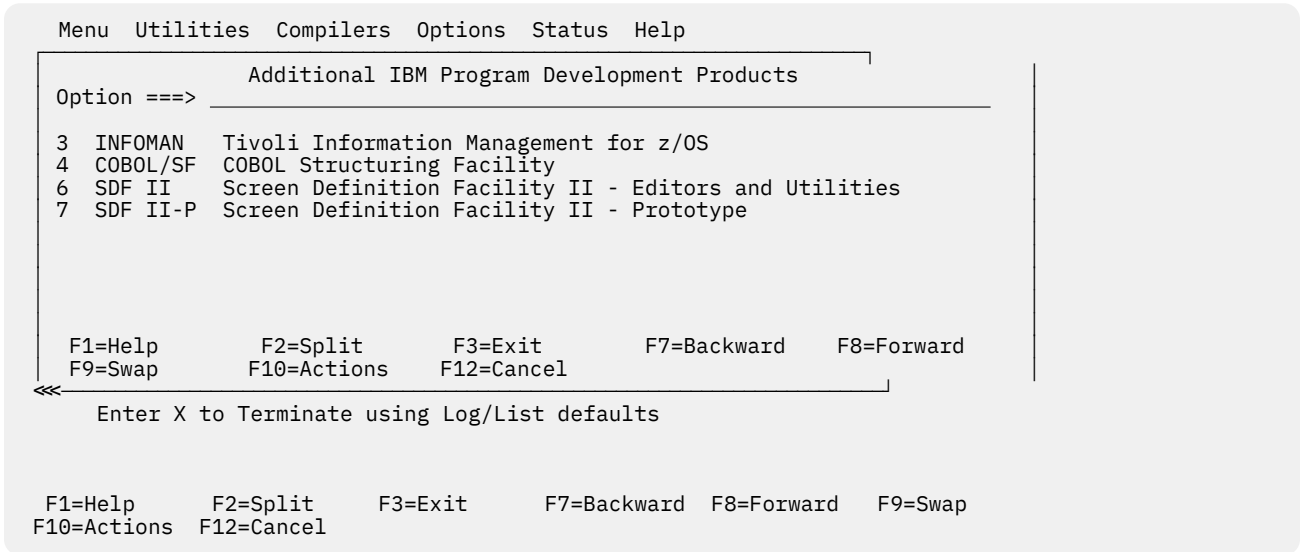 Menu  Utilities  Compilers  Options  Status  Help
Additional IBM Program Development Products
Option ===> 
3  INFOMAN   Tivoli Information Management for z/OS
4  COBOL/SF  COBOL Structuring Facility
6  SDF II    Screen Definition Facility II - Editors and Utilities
7  SDF II-P  Screen Definition Facility II - Prototype
F1=Help        F2=Split       F3=Exit        F7=Backward    F8=Forward
F9=Swap       F10=Actions    F12=Cancel
<<<
Enter X to Terminate using Log/List defaults
F1=Help      F2=Split     F3=Exit      F7=Backward  F8=Forward   F9=Swap
F10=Actions  F12=Cancel